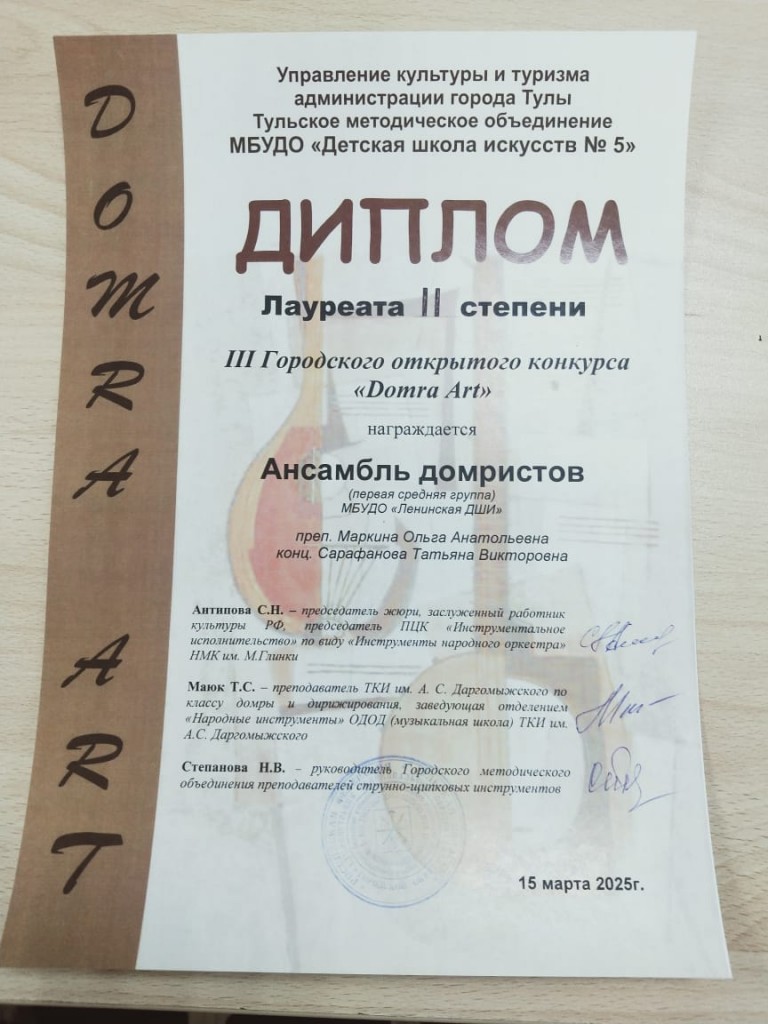 DOMRA ART
Управление культуры и туризма
администрации города Тулы
Тульское методическое объединение
МБУДО «Детская школа искусств № 5»
ДИПЛОМ
Лауреата II степени
III Городского открытого конкурса
«Domra Art»
награждается
Ансамбль домристов
(первая средняя группа)
МБУДО «Ленинская ДШИ»
преп. Маркина Ольга Анатольевна
конц. Сарафанова Татьяна Викторовна
Антипова С.Н. – председатель жюри, заслуженный работник
культуры РФ, председатель ПЦК «Инструментальное
исполнительство» по виду «Инструменты народного оркестра»
НМК им. М.Глинки
Маюк Т.С. – преподаватель ТКИ им. А. С. Даргомыжского по
классу домры и дирижирования, заведующая отделением
«Народные инструменты» ОДОД (музыкальная школа) ТКИ им.
А.С. Даргомыжского
Степанова Н.В. – руководитель Городского методического
объединения преподавателей струнно-щипковых инструментов
15 марта 2025г.